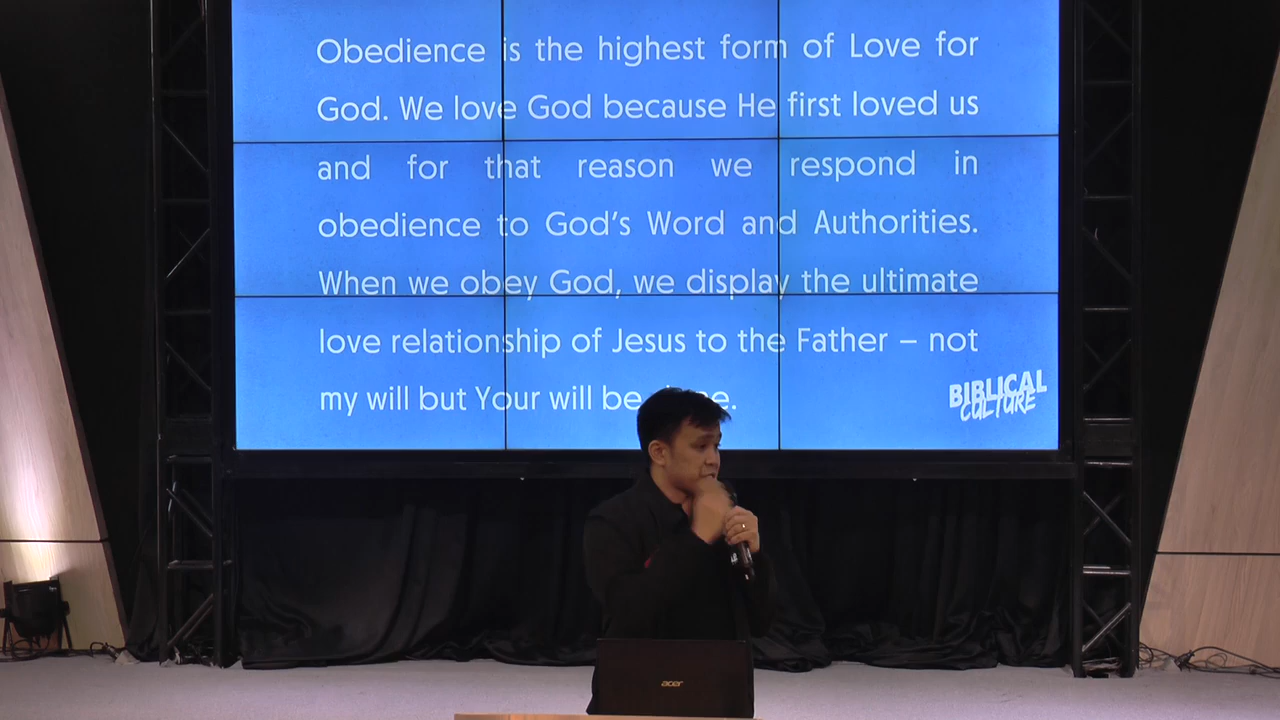 Obedience is the highest form of Love for
God. We love God because He first loved us
and for that reason we respond in
obedience to God's Word and Authorities.
When we obey God, we display the ultimate
love relationship of Jesus to the Father – not
my will but Your will be
BIBLICAL
CULTURE
acer